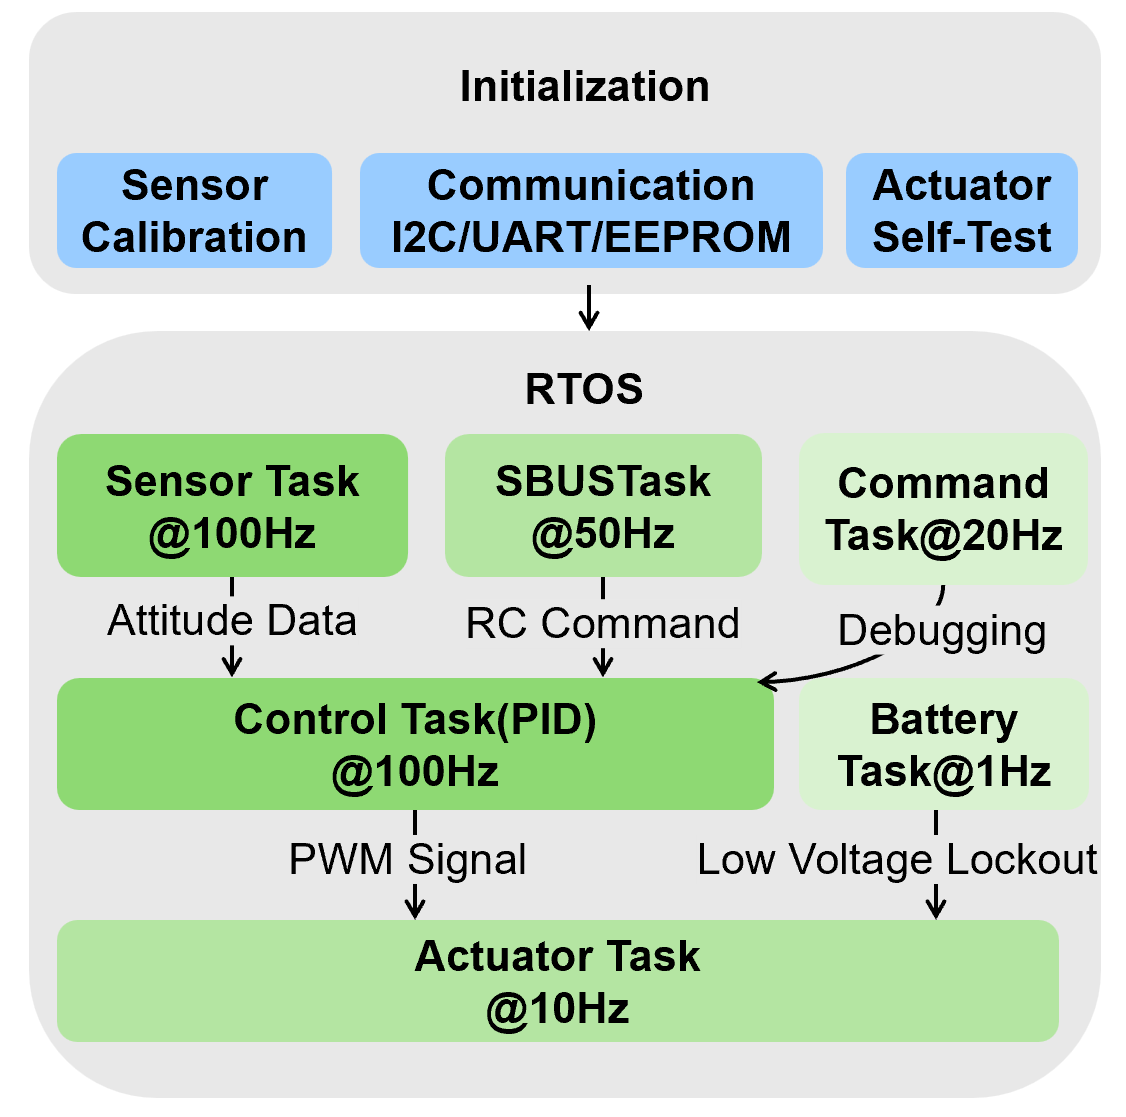 Initialization
Sensor
Calibration
Communication
I2C/UART/EEPROM
Actuator
Self-Test
RTOS
Sensor Task
@100Hz
SBUSTask
@50Hz
Command
Task@20Hz
Attitude Data
RC Command
Debugging
Control Task(PID)
@100Hz
Battery
Task@1Hz
PWM Signal
Low Voltage Lockout
Actuator Task
@10Hz